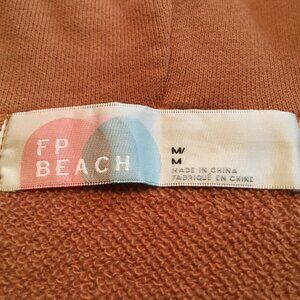 FP
BEACH
M/
M
MADE IN CHINA
FABRIQUÉ EN CHINE